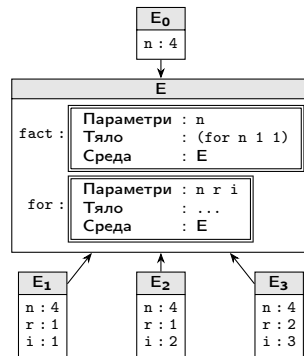 E₀
n : 4
E
fact :
Параметри : n
Тяло : (for n 1 1)
Среда : E
for :
Параметри : n r i
Тяло : ...
Среда : E
E₁
n : 4
r : 1
i : 1
E₂
n : 4
r : 1
i : 2
E₃
n : 4
r : 2
i : 3